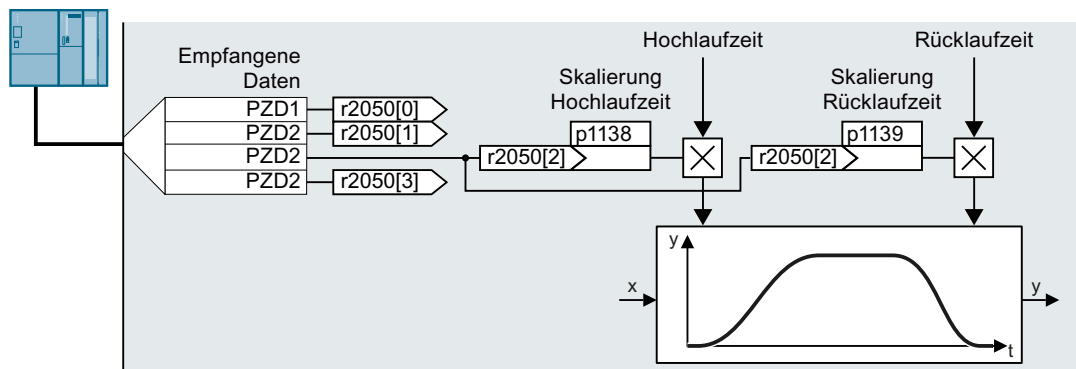 Hochlaufzeit
Rücklaufzeit
Empfangene
Daten
Skalierung
Hochlaufzeit
Skalierung
Rücklaufzeit
PZD1
r2050[0]
PZD2
r2050[1]
p1138
p1139
PZD2
r2050[2]
r2050[2]
PZD2
r2050[3]
y
x
y
t